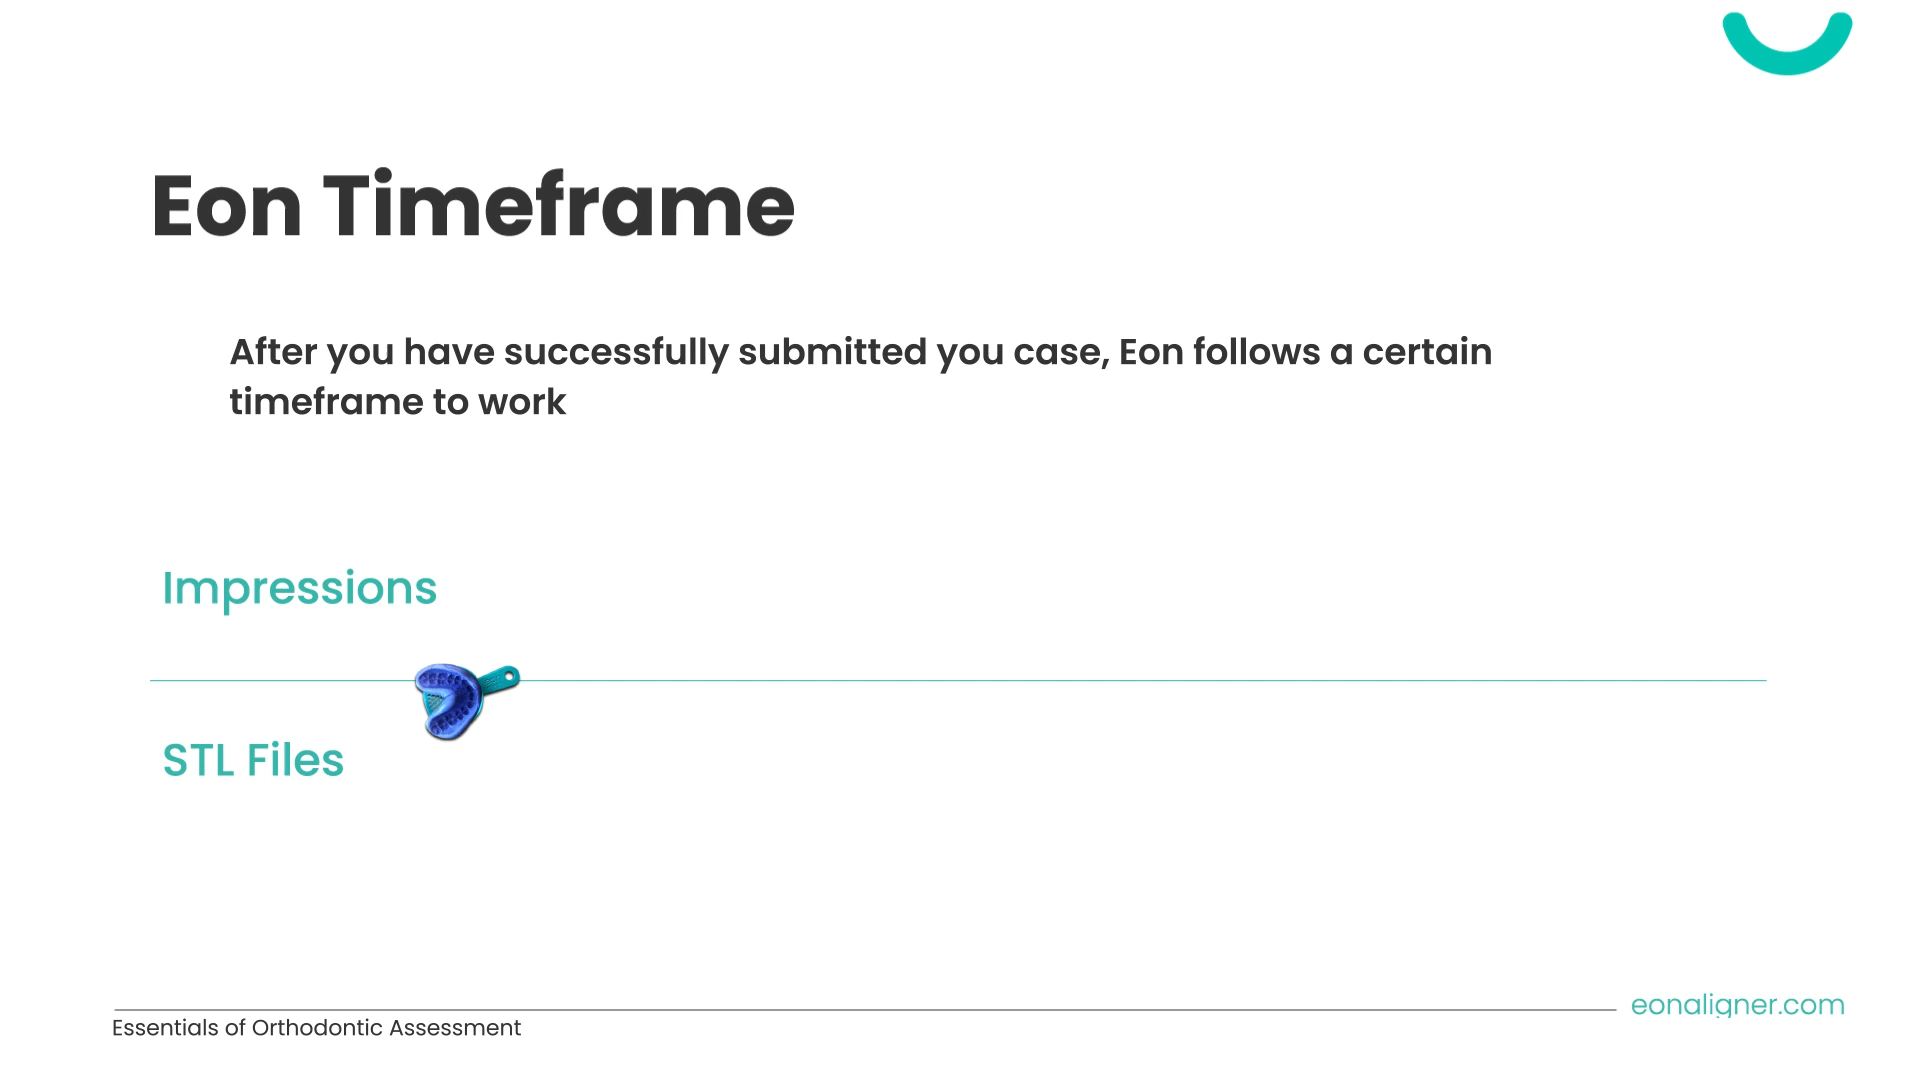 Eon Timeframe
After you have successfully submitted you case, Eon follows a certain
timeframe to work
Impressions
STL Files
eonaligner.com
Essentials of Orthodontic Assessment